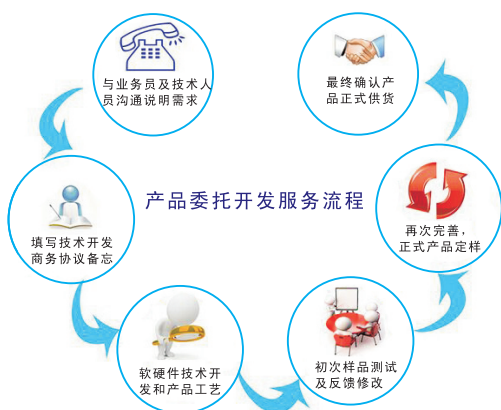 与业务员及技术人
员沟通说明需求
最终确认产
品正式供货
产品委托开发服务流程
填写技术开发
商务协议备忘
再次完善，
正式产品定样
软硬件技术开
发和产品工艺
初次样品测试
及反馈修改